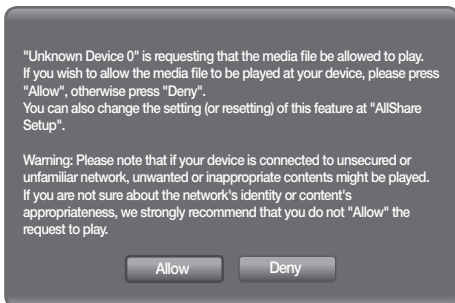 "Unknown Device 0" is requesting that the media file be allowed to play.
If you wish to allow the media file to be played at your device, please press
"Allow", otherwise press "Deny".
You can also change the setting (or resetting) of this feature at "AllShare
Setup".
Warning: Please note that if your device is connected to unsecured or
unfamiliar network, unwanted or inappropriate contents might be played.
If you are not sure about the network's identity or content's
appropriateness, we strongly recommend that you do not "Allow" the
request to play.
Allow
Deny